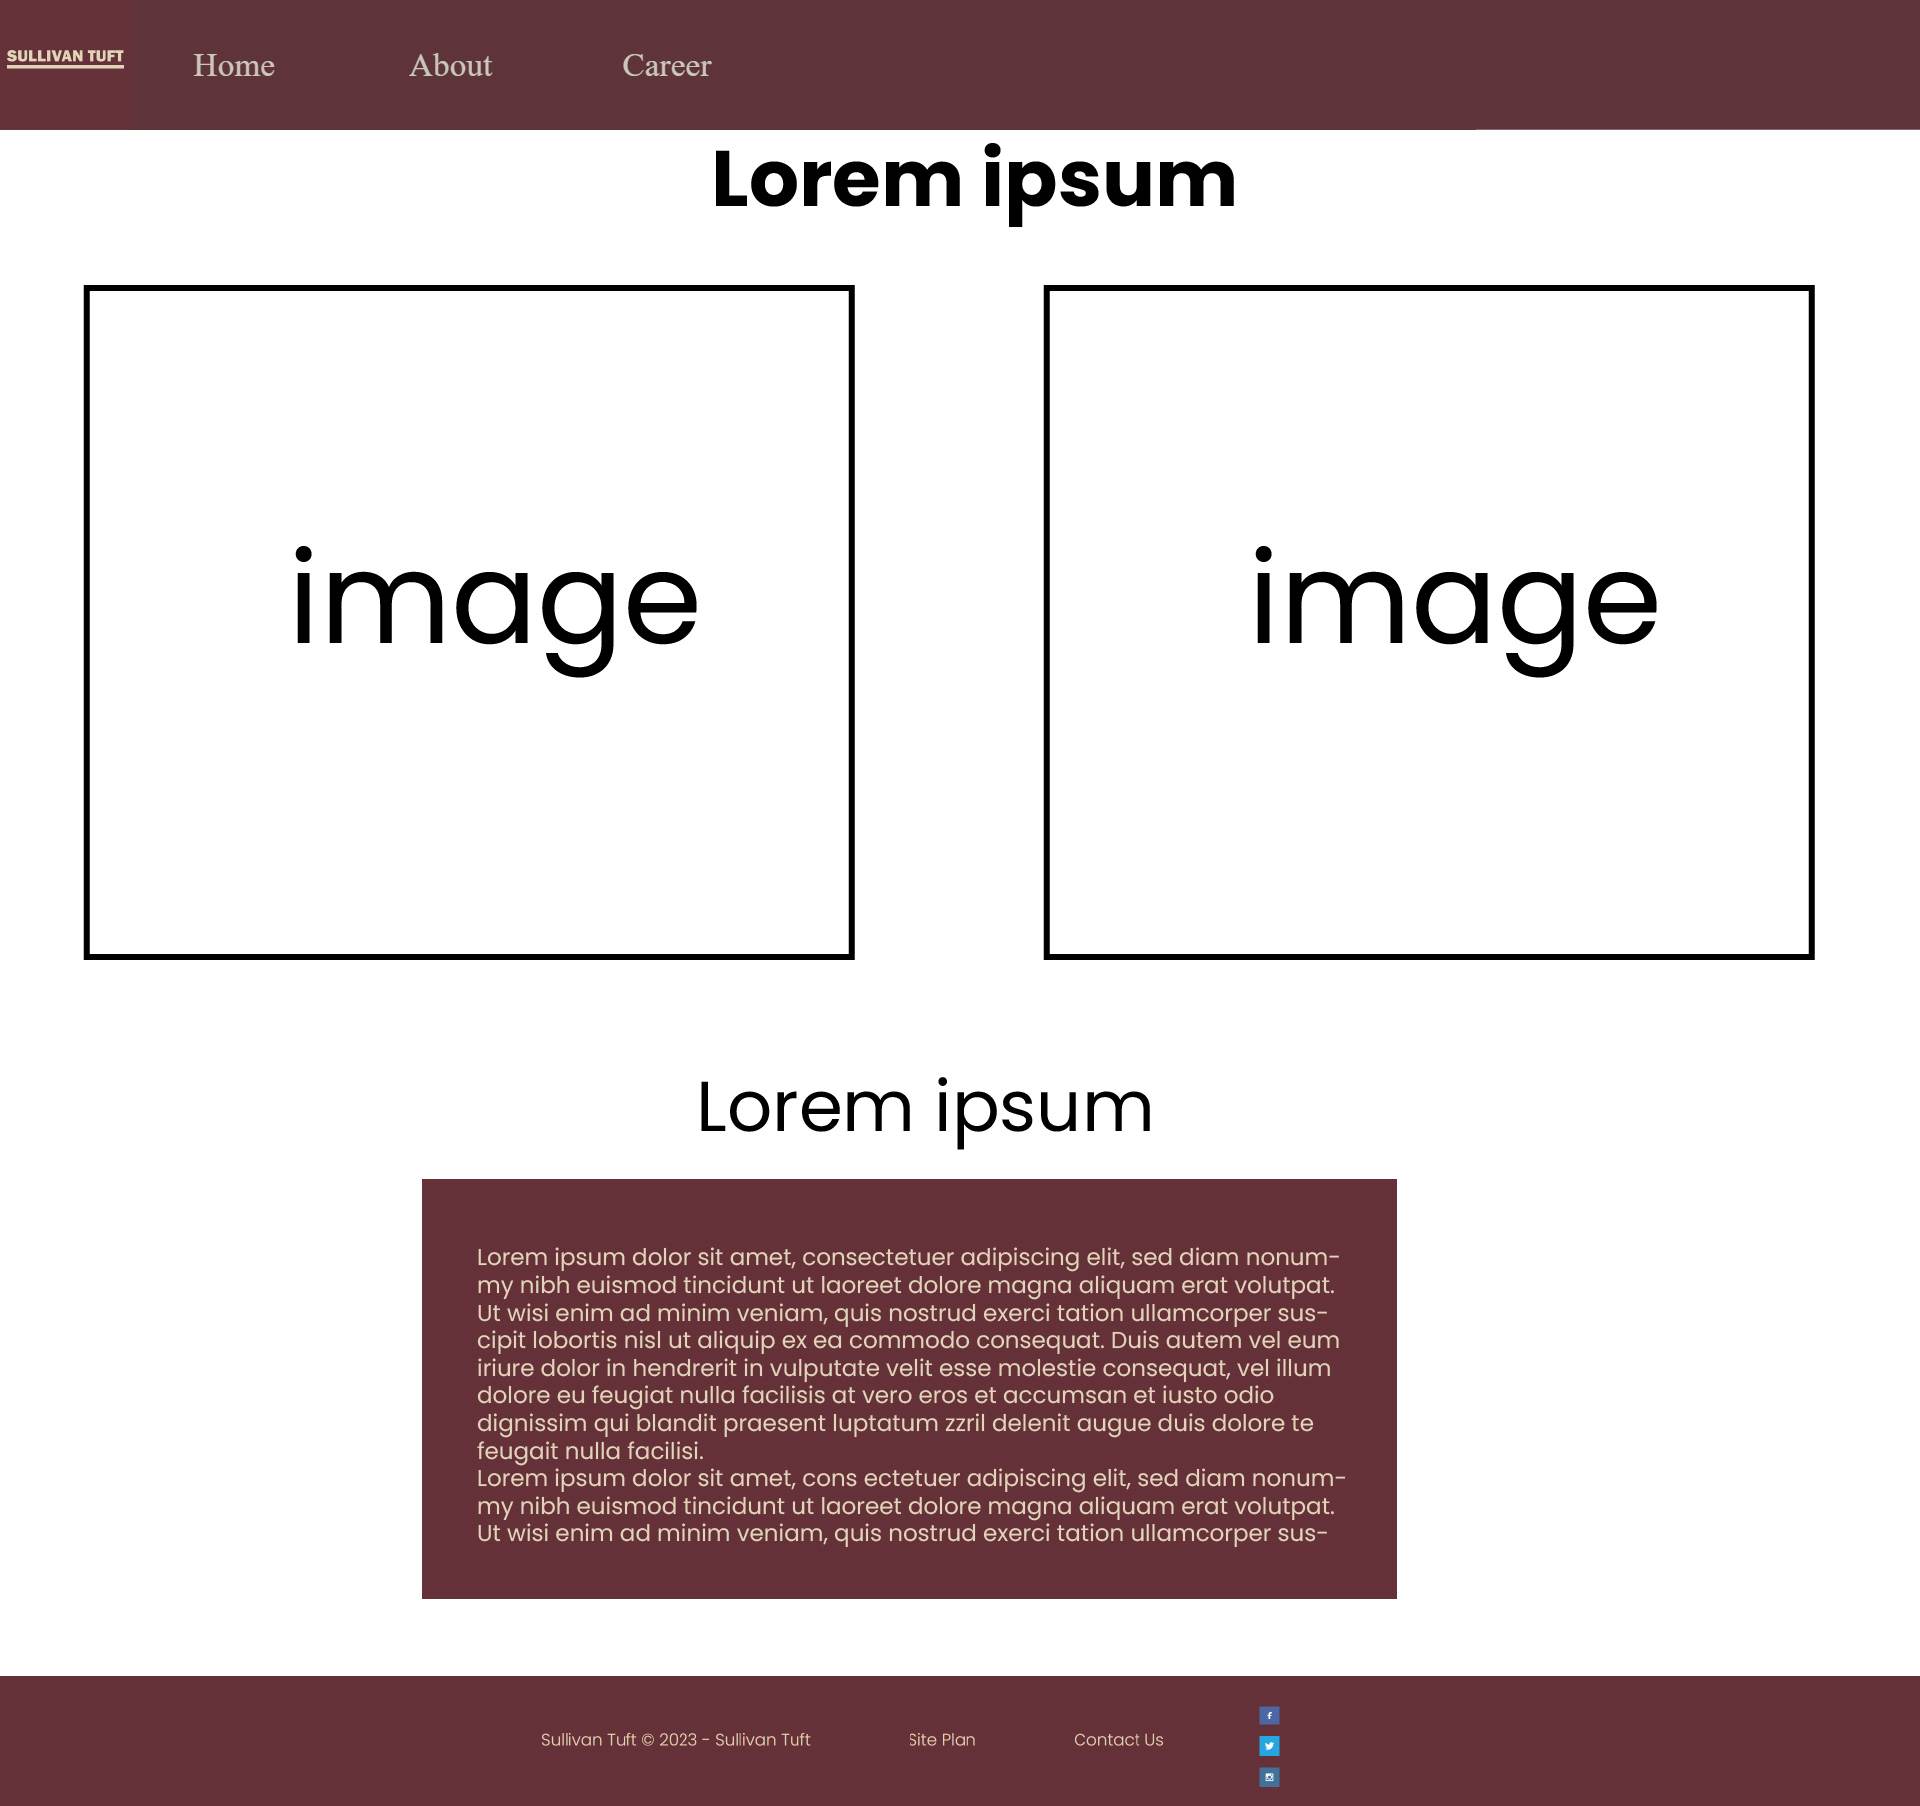 SULLIVAN TUFT
Home
About
Career
Lorem ipsum
image
image
Lorem ipsum
Lorem ipsum dolor sit amet, consectetuer adipiscing elit, sed diam nonum-
my nibh euismod tincidunt ut laoreet dolore magna aliquam erat volutpat.
Ut wisi enim ad minim veniam, quis nostrud exerci tation ullamcorper sus-
cipit lobortis nisl ut aliquip ex ea commodo consequat. Duis autem vel eum
iriure dolor in hendrerit in vulputate velit esse molestie consequat, vel illum
dolore eu feugiat nulla facilisis at vero eros et accumsan et iusto odio
dignissim qui blandit praesent luptatum zzril delenit augue duis dolore te
feugait nulla facilisi.
Lorem ipsum dolor sit amet, cons ectetuer adipiscing elit, sed diam nonum-
my nibh euismod tincidunt ut laoreet dolore magna aliquam erat volutpat.
Ut wisi enim ad minim veniam, quis nostrud exerci tation ullamcorper sus-
Sullivan Tuft © 2023 - Sullivan Tuft
Site Plan
Contact Us